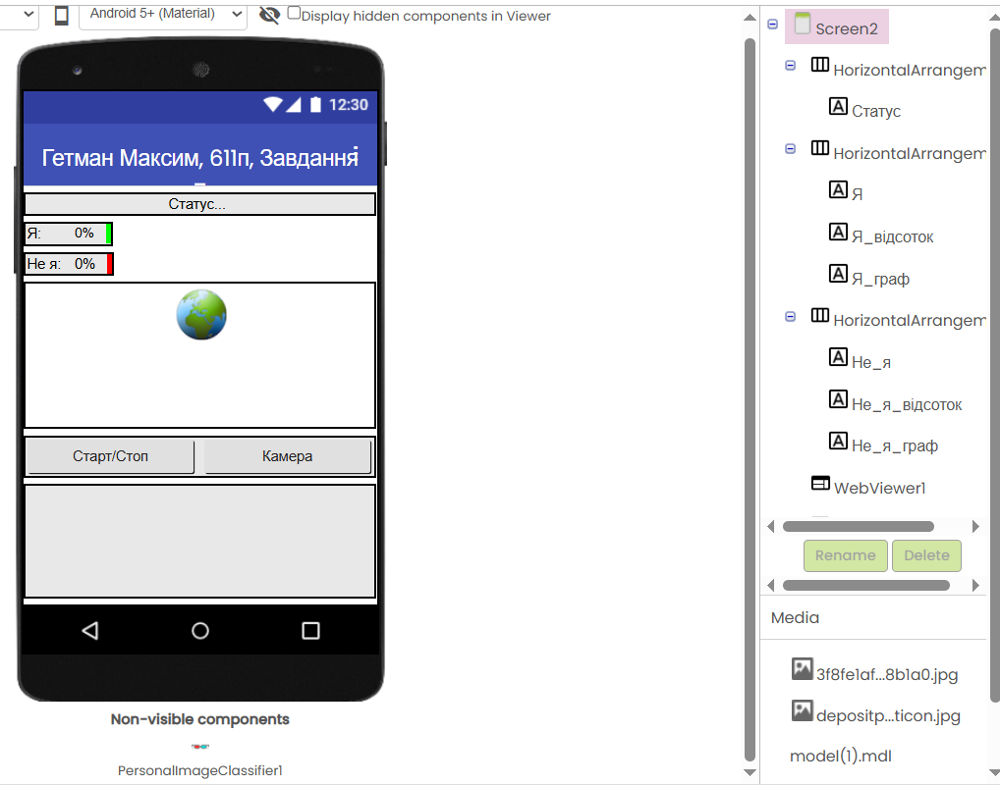 Android 5+ (Material)
Display hidden components in Viewer
12:30
Гетман Максим, 611п, Завдання
Статус...
Я: 0%
Не я: 0%
Старт/Стоп
Камера
Non-visible components
PersonalImageClassifier1
Screen2
HorizontalArrangem
Статус
HorizontalArrangem
Я
Я_відсоток
Я_граф
HorizontalArrangem
Не_я
Не_я_відсоток
Не_я_граф
WebViewer1
Rename
Delete
Media
3f8fe1af...8b1a0.jpg
depositp...ticon.jpg
model(1).mdl